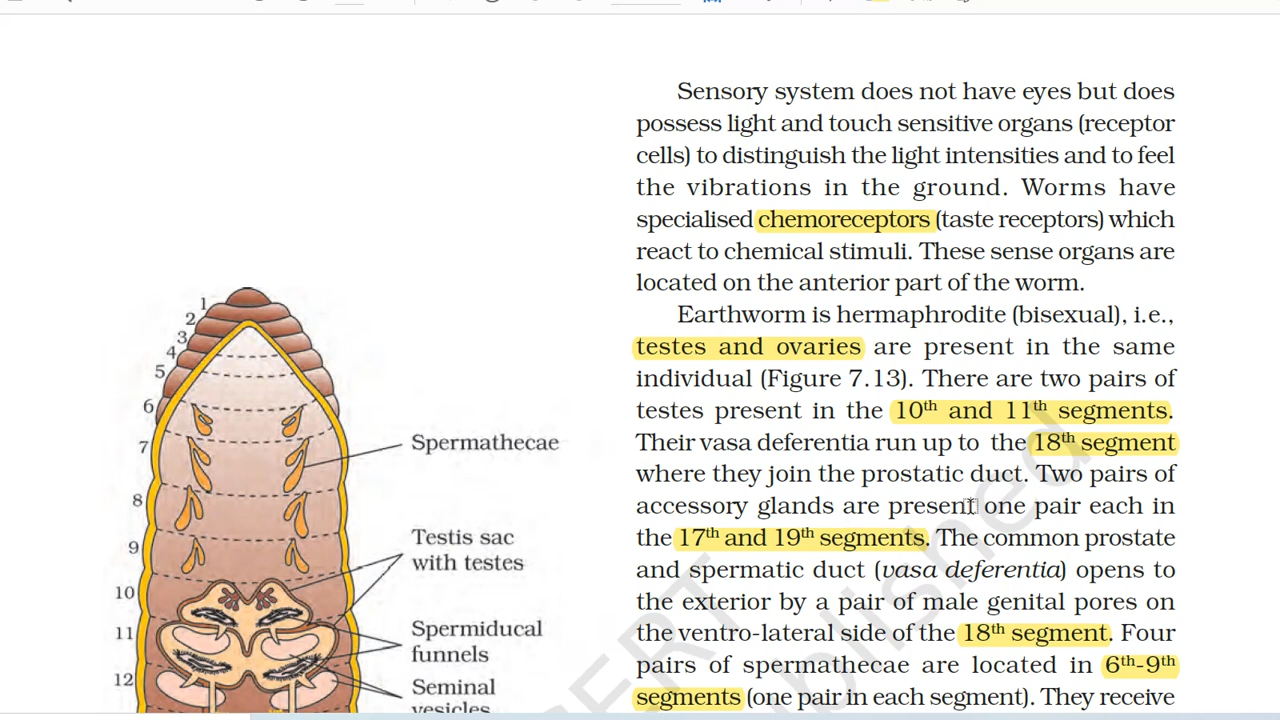 Sensory system does not have eyes but does
possess light and touch sensitive organs (receptor
cells) to distinguish the light intensities and to feel
the vibrations in the ground. Worms have
specialised chemoreceptors (taste receptors) which
react to chemical stimuli. These sense organs are
located on the anterior part of the worm.
Earthworm is hermaphrodite (bisexual), i.e.,
testes and ovaries are present in the same
individual (Figure 7.13). There are two pairs of
testes present in the 10th and 11th segments.
Their vasa deferentia run up to the 18th segment
where they join the prostatic duct. Two pairs of
accessory glands are present one pair each in
the 17th and 19th segments. The common prostate
and spermatic duct (vasa deferentia) opens to
the exterior by a pair of male genital pores on
the ventro-lateral side of the 18th segment. Four
pairs of spermathecae are located in 6th-9th
segments (one pair in each segment). They receive
1
2
3
4
5
6
7
8
9
10
11
12
Spermathecae
Testis sac
with testes
Spermiducal
funnels
Seminal
vesicles